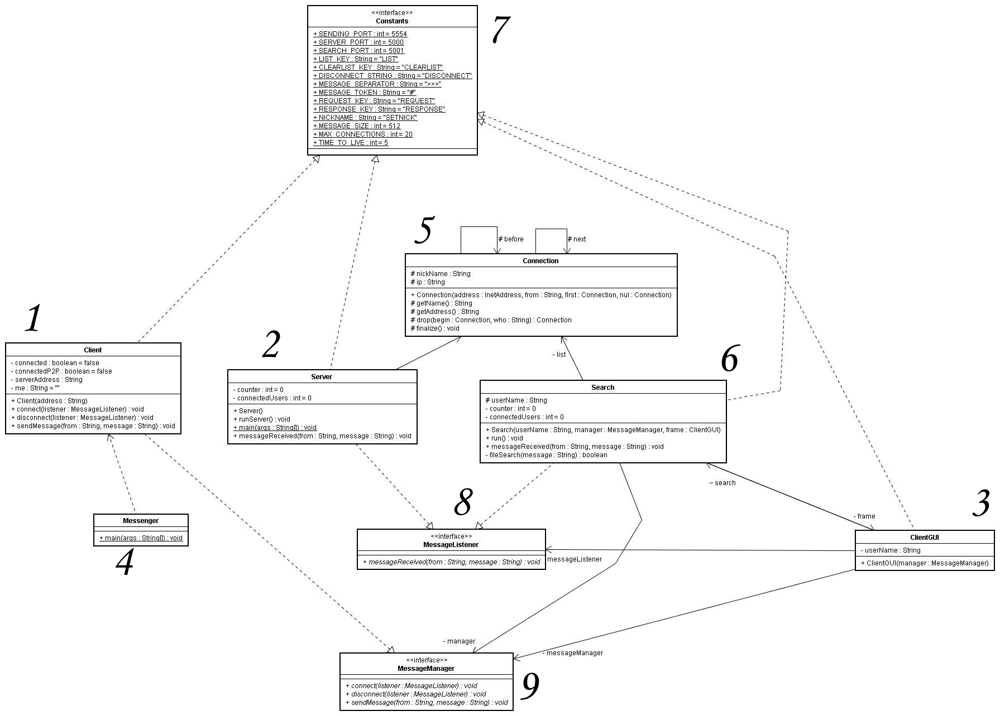 <<interface>>
Constants
+ SENDING_PORT : int = 5554
+ SERVER_PORT : int = 5000
+ SEARCH_PORT : int = 5001
+ LIST_KEY : String = "LIST"
+ CLEARLIST_KEY : String = "CLEARLIST"
+ DISCONNECT_STRING : String = "DISCONNECT"
+ MESSAGE_SEPARATOR : String = ">>>"
+ MESSAGE_TOKEN : String = "#"
+ REQUEST_KEY : String = "REQUEST"
+ RESPONSE_KEY : String = "RESPONSE"
+ NICKNAME : String = "SETNICK"
+ MESSAGE_SIZE : int = 512
+ MAX_CONNECTIONS : int = 20
+ TIME_TO_LIVE : int = 5
7
5
# before
# next
Connection
# nickName : String
# ip : String
+ Connection(address : InetAddress, from : String, first : Connection, nul : Connection)
# getName() : String
# getAddress() : String
# drop(begin : Connection, who : String) : Connection
# finalize() : void
1
Client
- connected : boolean = false
- connectedP2P : boolean = false
- serverAddress : String
- me : String = ""
+ Client(address : String)
+ connect(listener : MessageListener) : void
+ disconnect(listener : MessageListener) : void
+ sendMessage(from : String, message : String) : void
2
Server
- counter : int = 0
- connectedUsers : int = 0
+ Server()
+ runServer() : void
+ main(args : String[]) : void
+ messageReceived(from : String, message : String) : void
- list
6
Search
# userName : String
- counter : int = 0
- connectedUsers : int = 0
+ Search(userName : String, manager : MessageManager, frame : ClientGUI)
+ run() : void
+ messageReceived(from : String, message : String) : void
- fileSearch(message : String) : boolean
~ search
- frame
Messenger
+ main(args : String[]) : void
4
8
<<interface>>
MessageListener
+ messageReceived(from : String, message : String) : void
messageListener
3
ClientGUI
- userName : String
+ ClientGUI(manager : MessageManager)
- manager
- messageManager
<<interface>>
MessageManager
+ connect(listener : MessageListener) : void
+ disconnect(listener : MessageListener) : void
+ sendMessage(from : String, message : String) : void
9